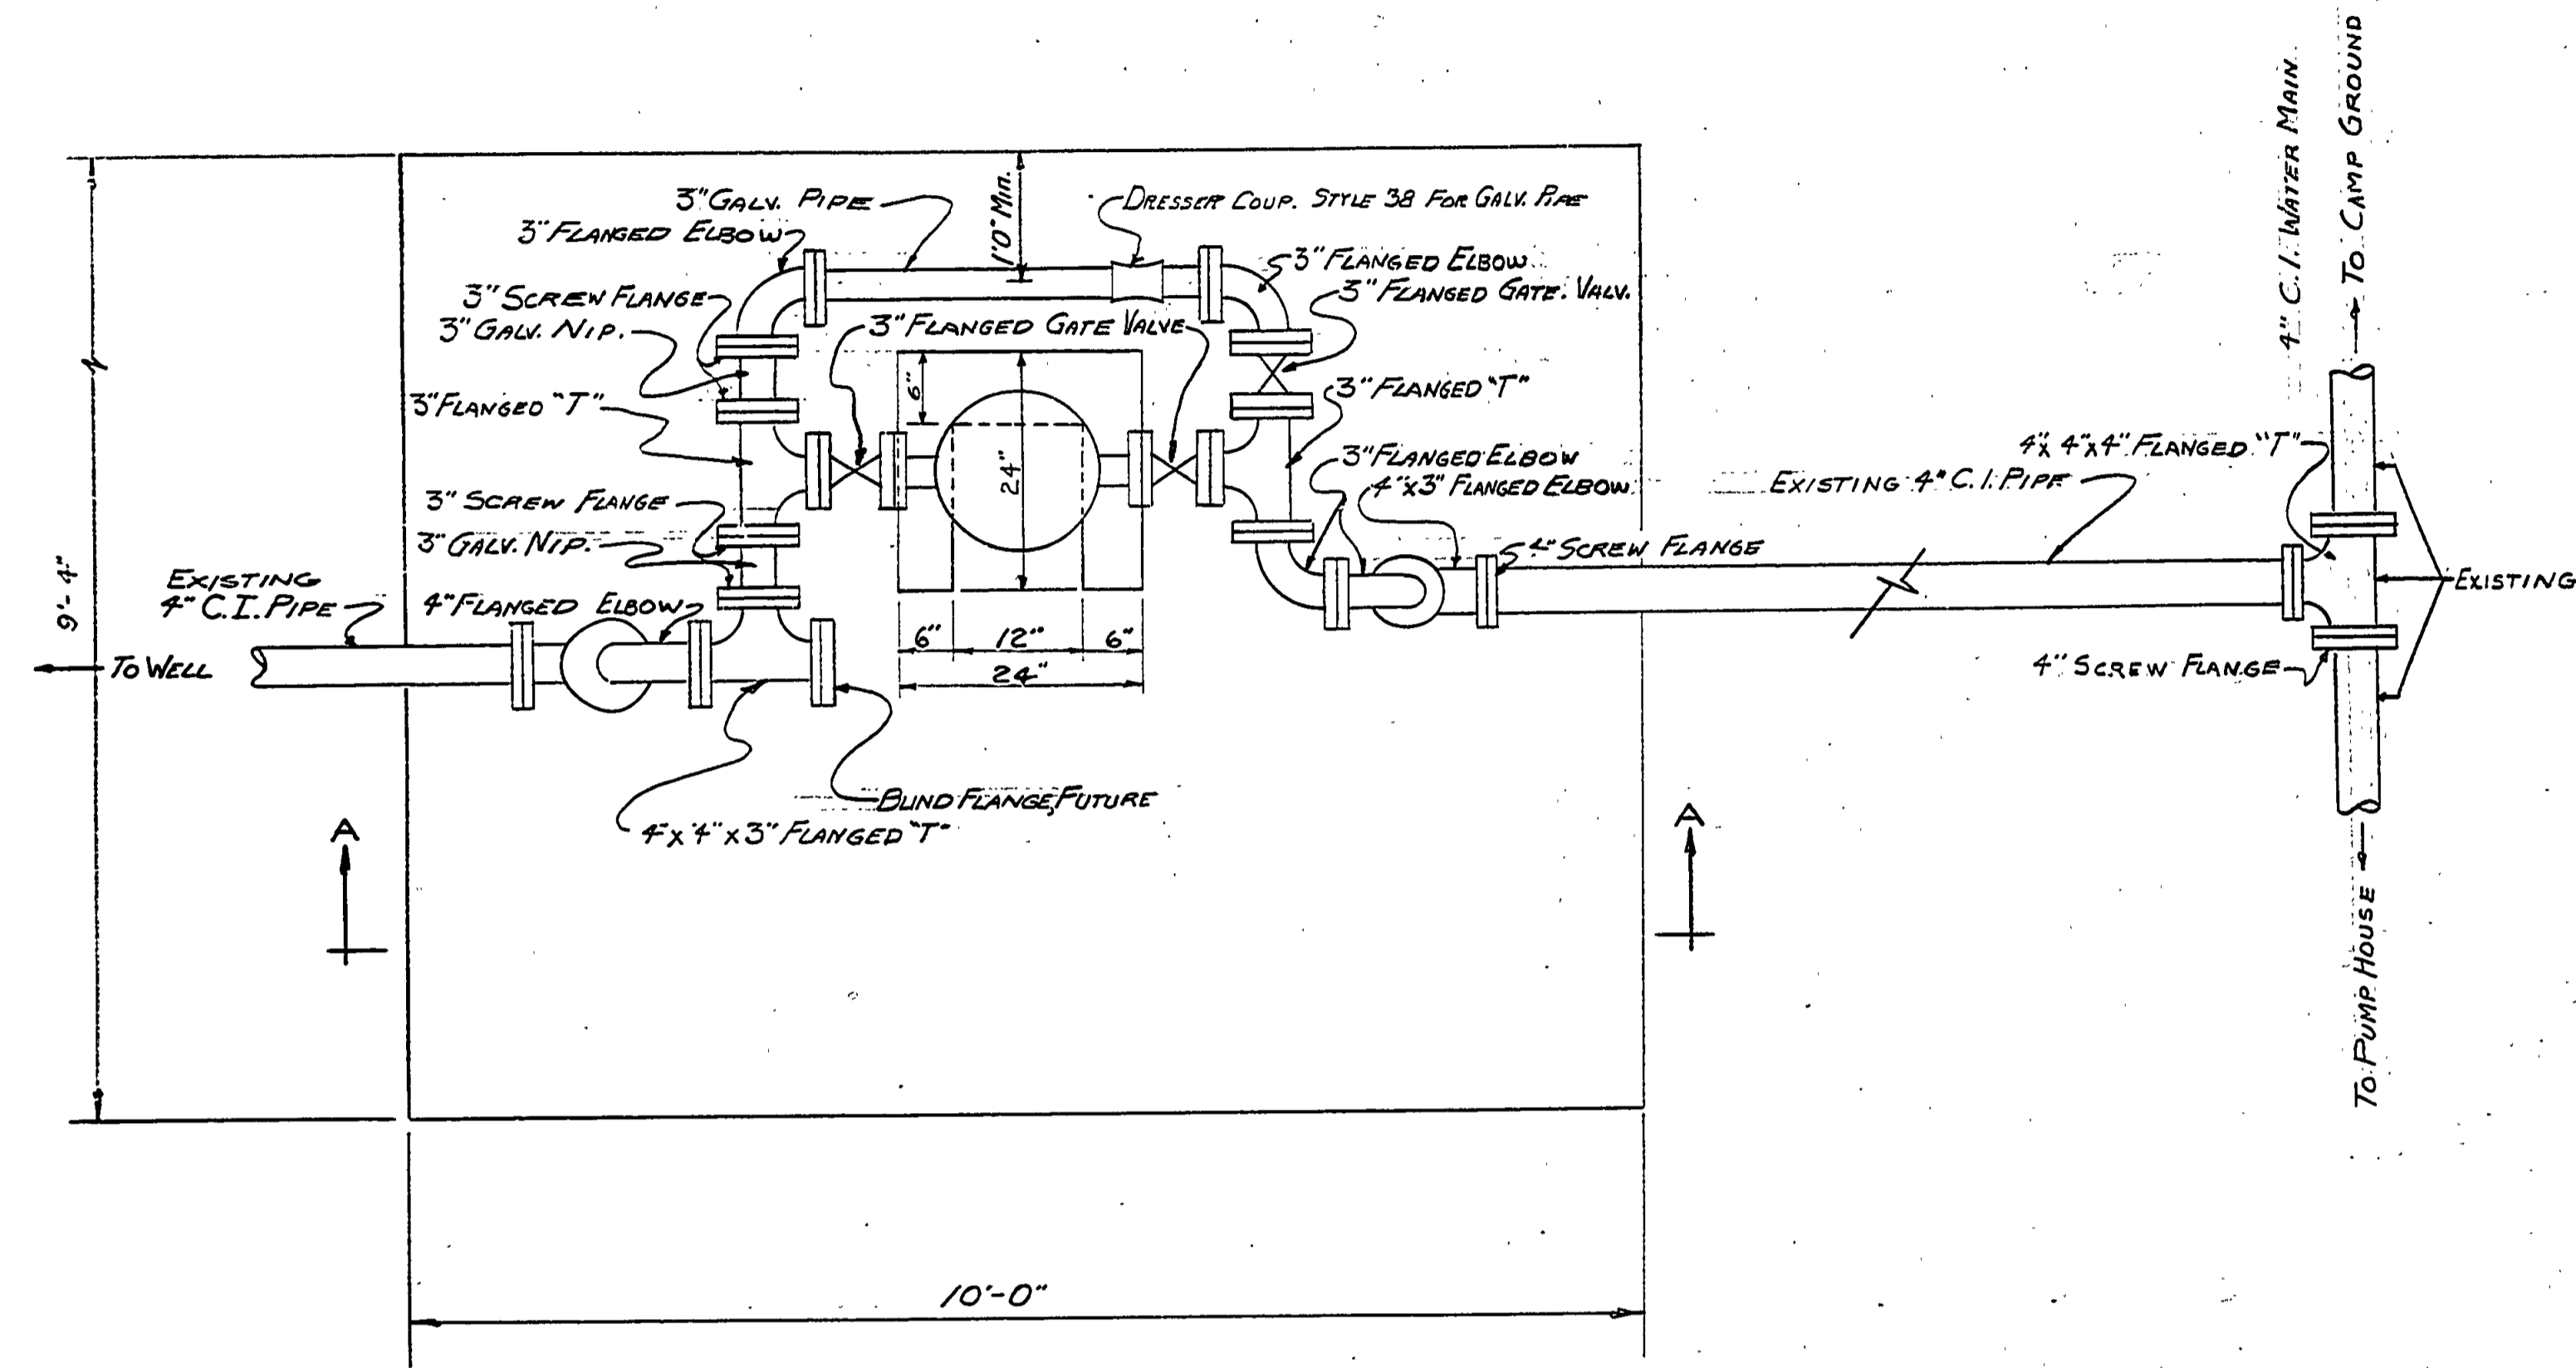 4" C.I. WATER MAIN.
TO CAMP GROUND
3" GALV. PIPE
DRESSER COUP. STYLE 38 FOR GALV. PIPE
1'0" MIN.
3" FLANGED ELBOW
3" FLANGED ELBOW
3" SCREW FLANGE
3" FLANGED GATE. VALV.
3" GALV. NIP.
3" FLANGED GATE VALVE
6"
24"
3" FLANGED "T"
3" FLANGED "T"
3" FLANGED ELBOW
4"x3" FLANGED ELBOW
4"x 4"x4" FLANGED "T"
EXISTING 4" C.I. PIPE
3" SCREW FLANGE
3" GALV. NIP.
4" SCREW FLANGE
EXISTING
EXISTING
4" C.I. PIPE
4" FLANGED ELBOW
9'-4"
6"
12"
6"
24"
TO WELL
4" SCREW FLANGE
BLIND FLANGE, FUTURE
4"x4"x3" FLANGED "T"
A
A
TO PUMP HOUSE
10'-0"